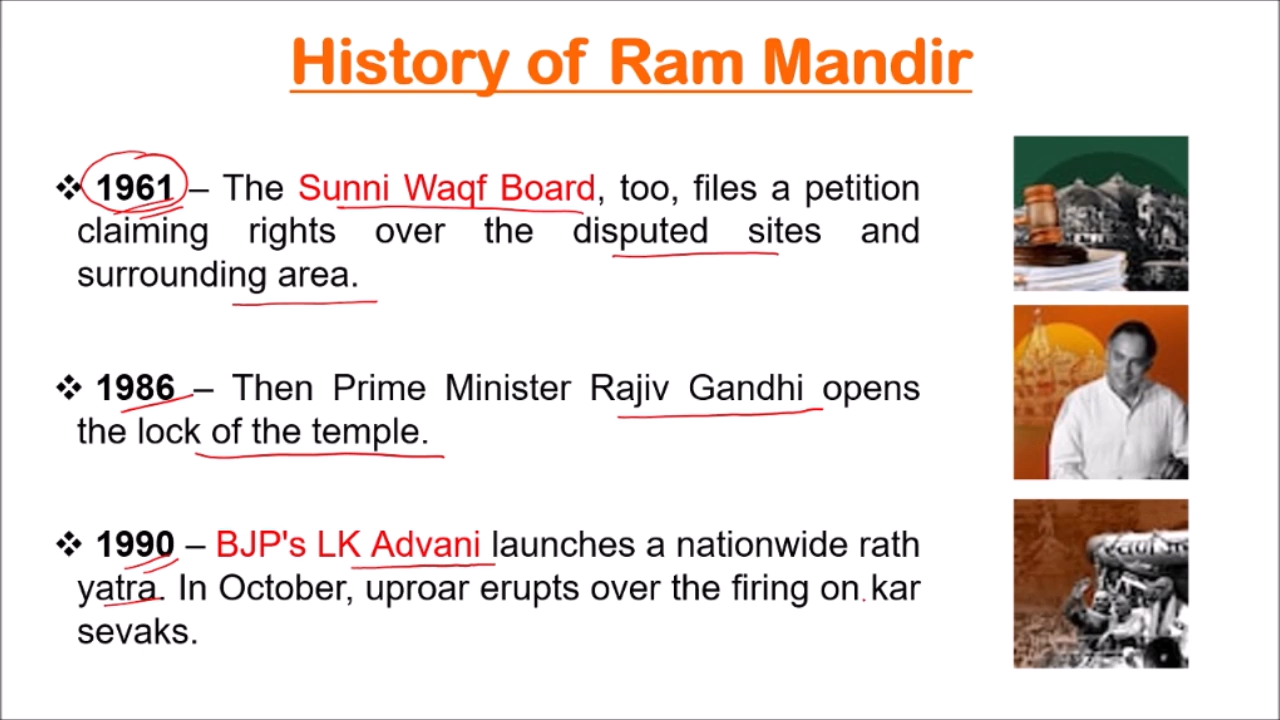 History of Ram Mandir
❖ 1961 – The Sunni Waqf Board, too, files a petition
claiming rights over the disputed sites and
surrounding area.
❖ 1986 – Then Prime Minister Rajiv Gandhi opens
the lock of the temple.
❖ 1990 – BJP's LK Advani launches a nationwide rath
yatra. In October, uproar erupts over the firing on kar
sevaks.